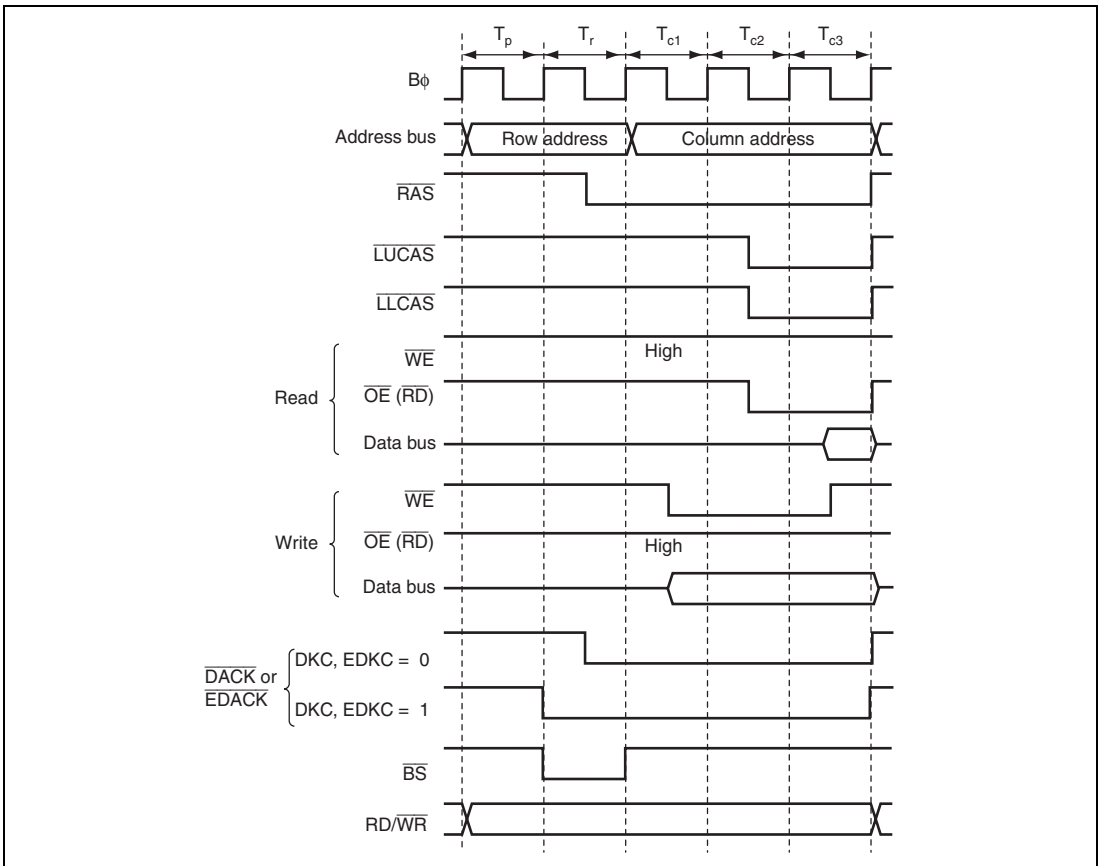 Tp Tr Tc1 Tc2 Tc3
Bϕ
Address bus Row address Column address
RAS
LUCAS
LLCAS
High
WE
Read OE (RD)
Data bus
WE
Write OE (RD) High
Data bus
DKC, EDKC = 0
DACK or
EDACK
DKC, EDKC = 1
BS
RD/WR